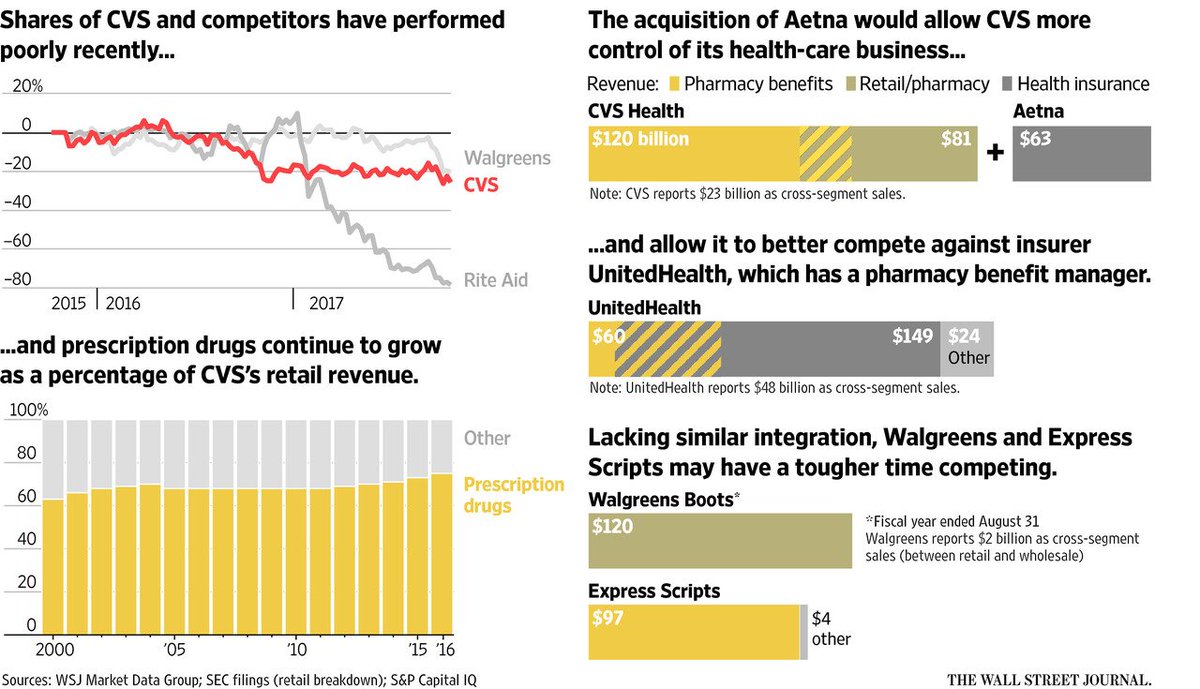 Shares of CVS and competitors have performed
poorly recently...
20%
0
–20
–40
–60
–80
Walgreens
CVS
Rite Aid
2015
2016
2017
...and prescription drugs continue to grow
as a percentage of CVS's retail revenue.
100%
80
60
40
20
0
Other
Prescription
drugs
2000
'05
'10
'15
'16
Sources: WSJ Market Data Group; SEC filings (retail breakdown); S&P Capital IQ
The acquisition of Aetna would allow CVS more
control of its health-care business...
Revenue: Pharmacy benefits Retail/pharmacy Health insurance
CVS Health
Aetna
$120 billion
$81
+
$63
Note: CVS reports $23 billion as cross-segment sales.
...and allow it to better compete against insurer
UnitedHealth, which has a pharmacy benefit manager.
UnitedHealth
$60
$149
$24
Other
Note: UnitedHealth reports $48 billion as cross-segment sales.
Lacking similar integration, Walgreens and Express
Scripts may have a tougher time competing.
Walgreens Boots*
$120
*Fiscal year ended August 31
Walgreens reports $2 billion as cross-segment
sales (between retail and wholesale)
Express Scripts
$97
$4
other
THE WALL STREET JOURNAL.